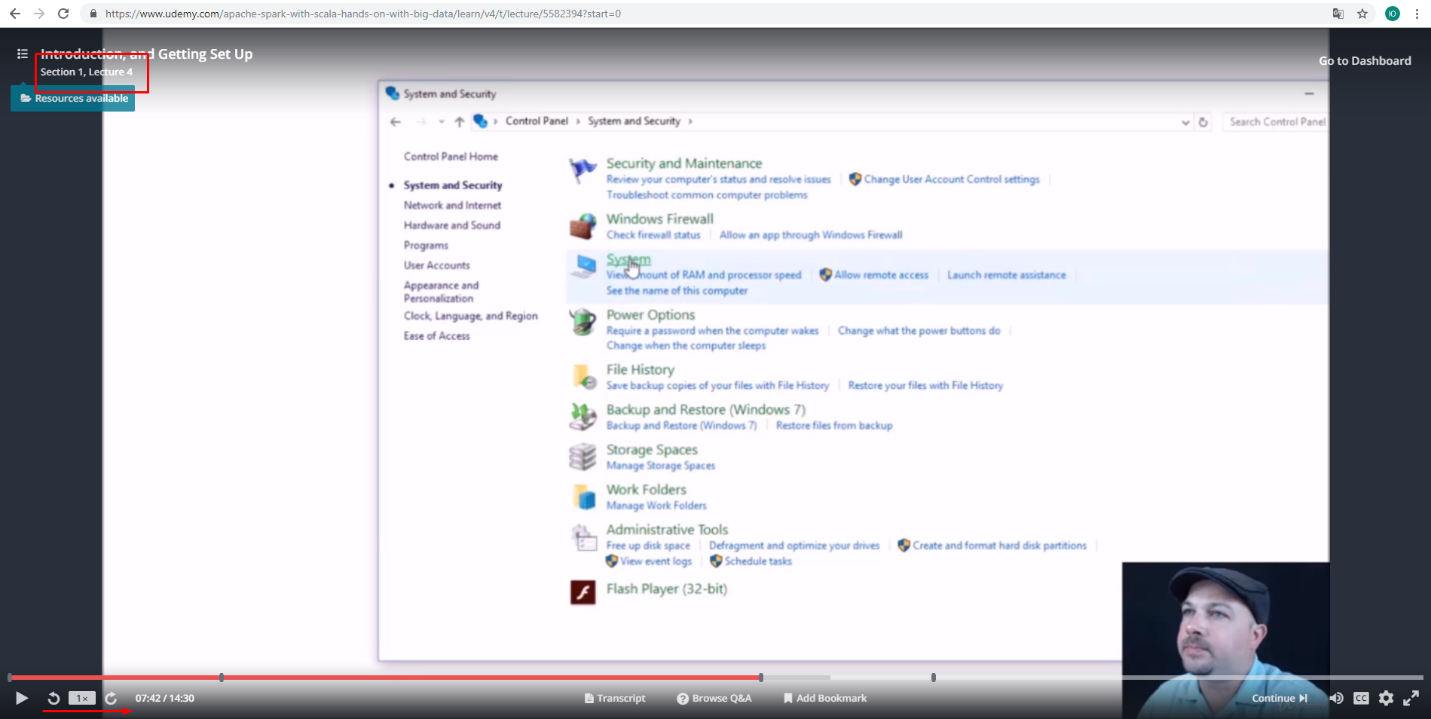 https://www.udemy.com/apache-spark-with-scala-hands-on-with-big-data/learn/v4/t/lecture/5582394?start=0
IO
Introduction, and Getting Set Up
Section 1, Lecture 4
Go to Dashboard
Resources available
System and Security
Control Panel > System and Security >
Search Control Panel
Control Panel Home
System and Security
Network and Internet
Hardware and Sound
Programs
User Accounts
Appearance and
Personalization
Clock, Language, and Region
Ease of Access
Security and Maintenance
Review your computer's status and resolve issues
Change User Account Control settings
Troubleshoot common computer problems
Windows Firewall
Check firewall status
Allow an app through Windows Firewall
System
View amount of RAM and processor speed
Allow remote access
Launch remote assistance
See the name of this computer
Power Options
Require a password when the computer wakes
Change what the power buttons do
Change when the computer sleeps
File History
Save backup copies of your files with File History
Restore your files with File History
Backup and Restore (Windows 7)
Backup and Restore (Windows 7)
Restore files from backup
Storage Spaces
Manage Storage Spaces
Work Folders
Manage Work Folders
Administrative Tools
Free up disk space
Defragment and optimize your drives
Create and format hard disk partitions
View event logs
Schedule tasks
Flash Player (32-bit)
1×
07:42 / 14:30
Transcript
Browse Q&A
Add Bookmark
Continue
CC